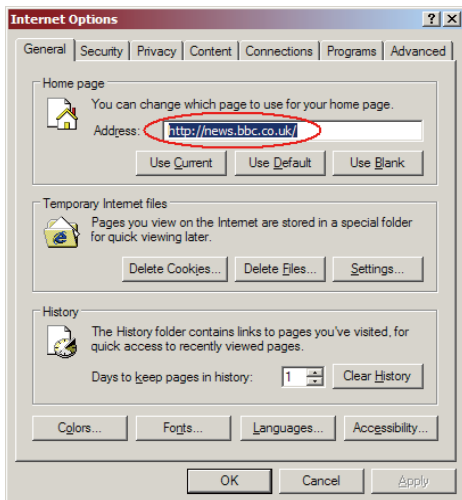 Internet Options
General Security Privacy Content Connections Programs Advanced
Home page
You can change which page to use for your home page.
Address: http://news.bbc.co.uk/
Use Current Use Default Use Blank
Temporary Internet files
Pages you view on the Internet are stored in a special folder
for quick viewing later.
Delete Cookies... Delete Files... Settings...
History
The History folder contains links to pages you've visited, for
quick access to recently viewed pages.
Days to keep pages in history: 1 Clear History
Colors... Fonts... Languages... Accessibility...
OK Cancel Apply